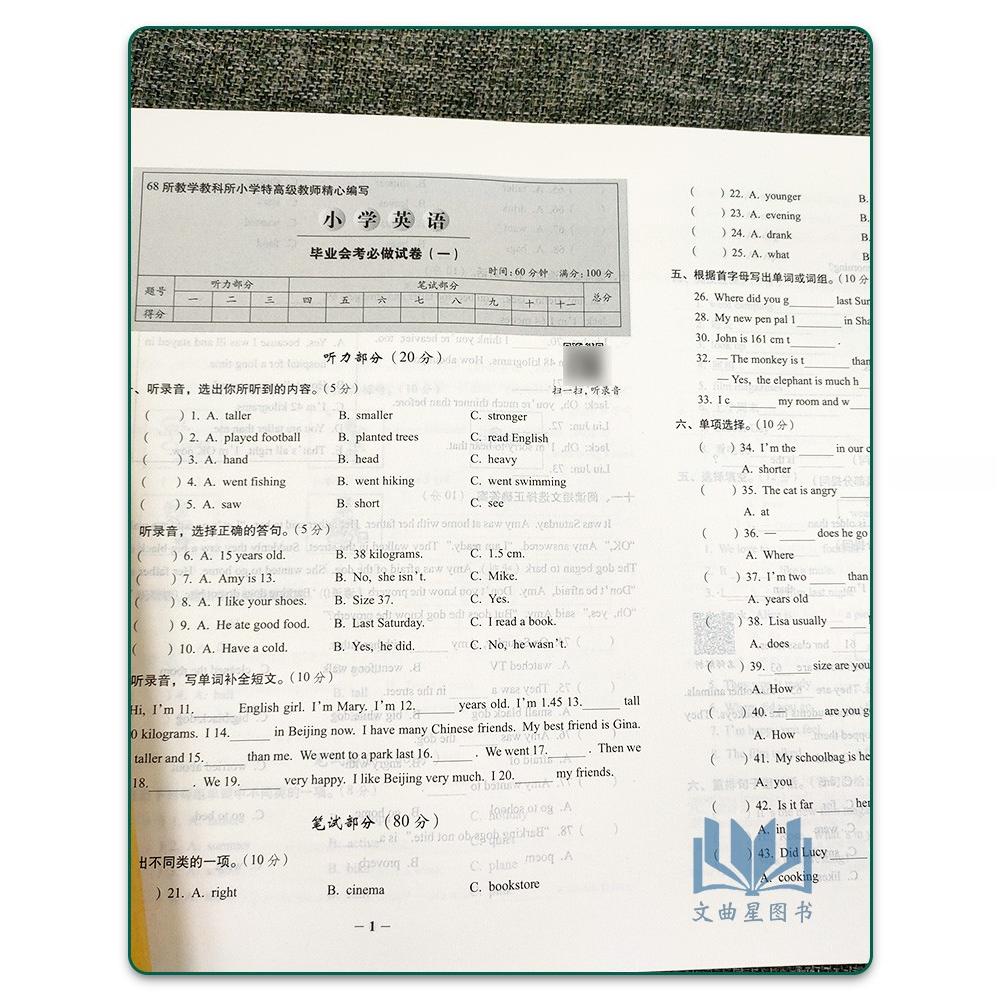 68 所教学教科所小学特高级教师精心编写
小学英语
毕业会考必做试卷(一)
时间:60分钟 满分:100分
题号 听力部分 笔试部分 总分
一 二 三 四 五 六 七 八 九 十 十一
得分
听力部分(20分)
扫一扫,听录音
、听录音,选出你所听到的内容。(5分)
( ) 1. A. taller B. smaller C. stronger
( ) 2. A. played football B. planted trees C. read English
( ) 3. A. hand B. head C. heavy
( ) 4. A. went fishing B. went hiking C. went swimming
( ) 5. A. saw B. short C. see
听录音,选择正确的答句。(5分)
( ) 6. A. 15 years old. B. 38 kilograms. C. 1.5 cm.
( ) 7. A. Amy is 13. B. No, she isn't. C. Mike.
( ) 8. A. I like your shoes. B. Size 37. C. Yes.
( ) 9. A. He ate good food. B. Last Saturday. C. I read a book.
( ) 10. A. Have a cold. B. Yes, he did. C. No, he wasn't.
听录音,写单词补全短文。(10分)
Hi, I'm 11.______ English girl. I'm Mary. I'm 12.______ years old. I'm 1.45 13.______ tall
0 kilograms. I 14.______ in Beijing now. I have many Chinese friends. My best friend is Gina.
taller and 15.______ than me. We went to a park last 16.______. We went 17.______. Then we
18.______. We 19.______ very happy. I like Beijing very much. I 20.______ my friends.
笔试部分(80分)
出不同类的一项。(10分)
) 21. A. right B. cinema C. bookstore
— 1 —
( ) 22. A. younger B.
( ) 23. A. evening B.
( ) 24. A. drank B.
( ) 25. A. what B.
五、根据首字母写出单词或词组。(10分
26. Where did you g______ last Sun
28. My new pen pal l______ in Sha
30. John is 161 cm t______.
32. — The monkey is t______ than
— Yes, the elephant is much h
33. I c______ my room and w
六、单项选择。(10分)
( ) 34. I'm the ______ in our c
A. shorter
( ) 35. The cat is angry
A. at
( ) 36. — ______ does he go
A. Where
( ) 37. I'm two ______ than
A. years old
( ) 38. Lisa usually
A. does
( ) 39. ______ size are you
A. How
( ) 40. — ______ are you g
A. How
( ) 41. My schoolbag is he
A. you
( ) 42. Is it far ______ her
A. in
( ) 43. Did Lucy
A. cooking
文曲星图书